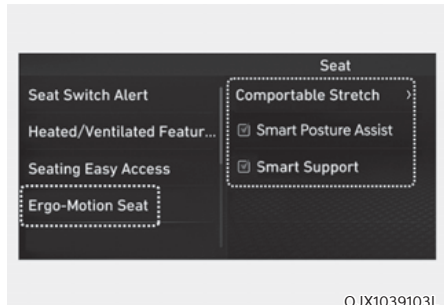 Seat
Seat Switch Alert
Heated/Ventilated Featur...
Seating Easy Access
Ergo-Motion Seat
Comportable Stretch >
Smart Posture Assist
Smart Support
OJX1039103L